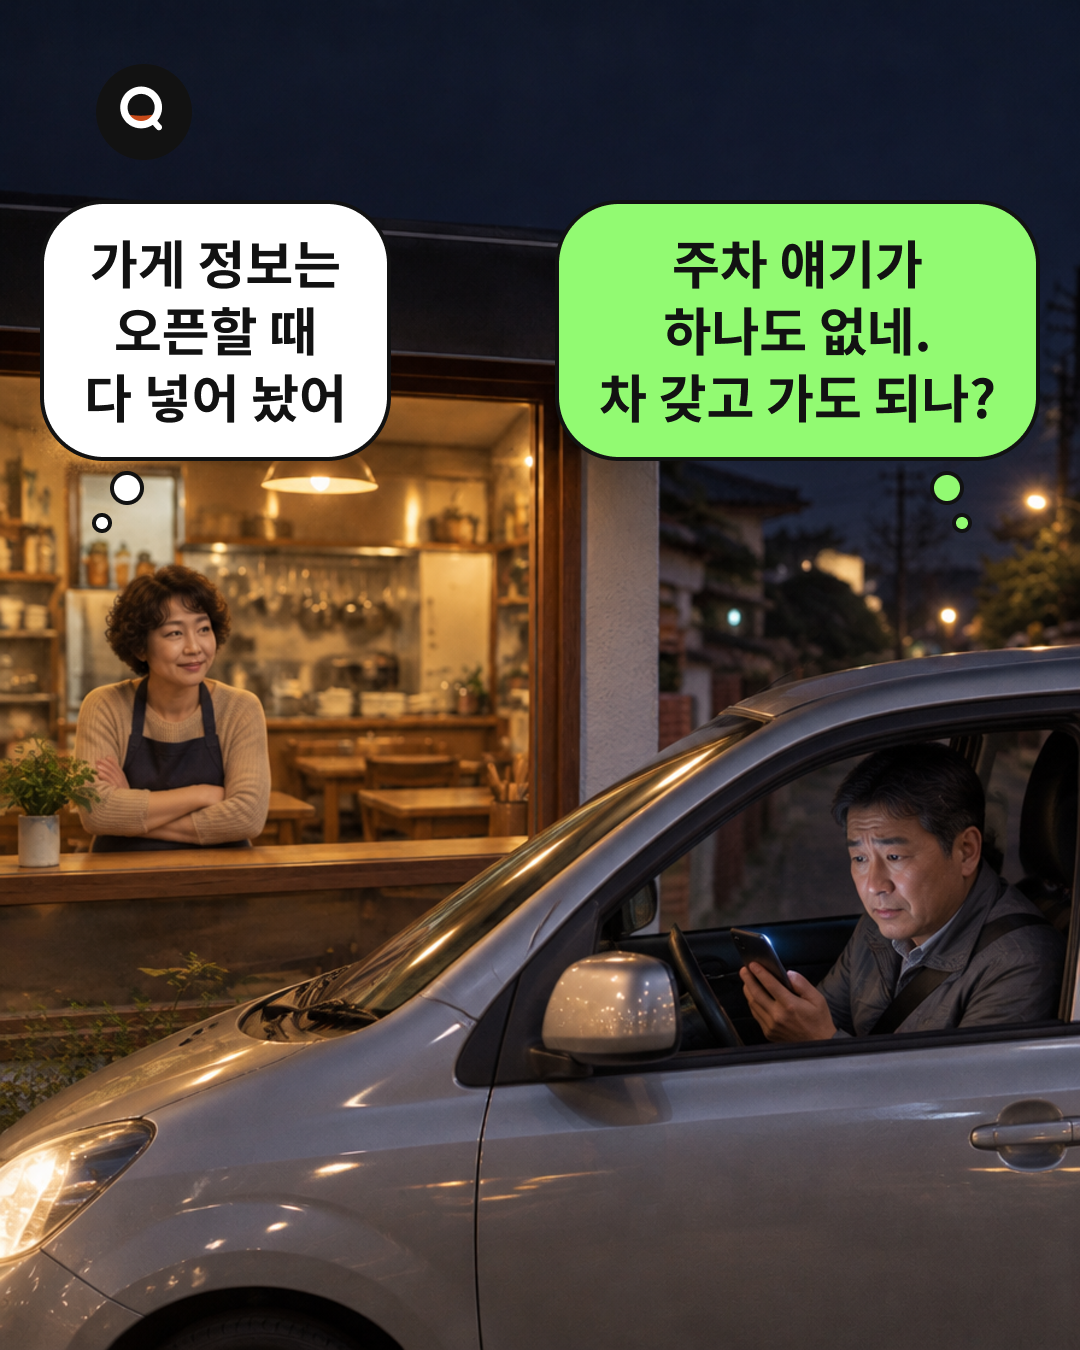 가게 정보는
오픈할 때
다 넣어 놨어
주차 얘기가
하나도 없네.
차 갖고 가도 되나?